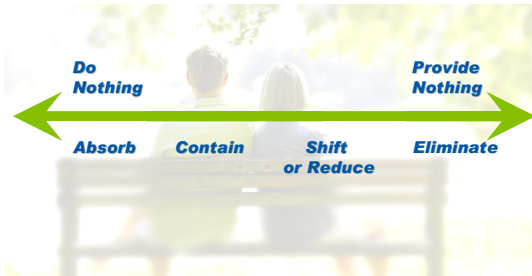 Do
Nothing
Provide
Nothing
Absorb
Contain
Shift
or Reduce
Eliminate